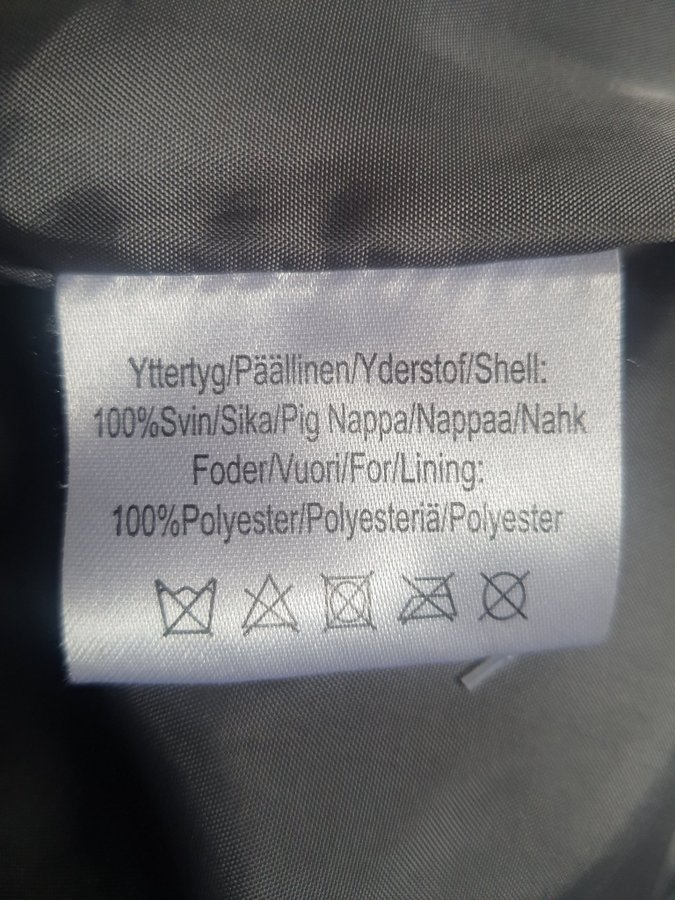 Yttertyg/Päällinen/Yderstof/Shell:
100%Svin/Sika/Pig Nappa/Nappaa/Nahk
Foder/Vuori/For/Lining:
100%Polyester/Polyesteriä/Polyester